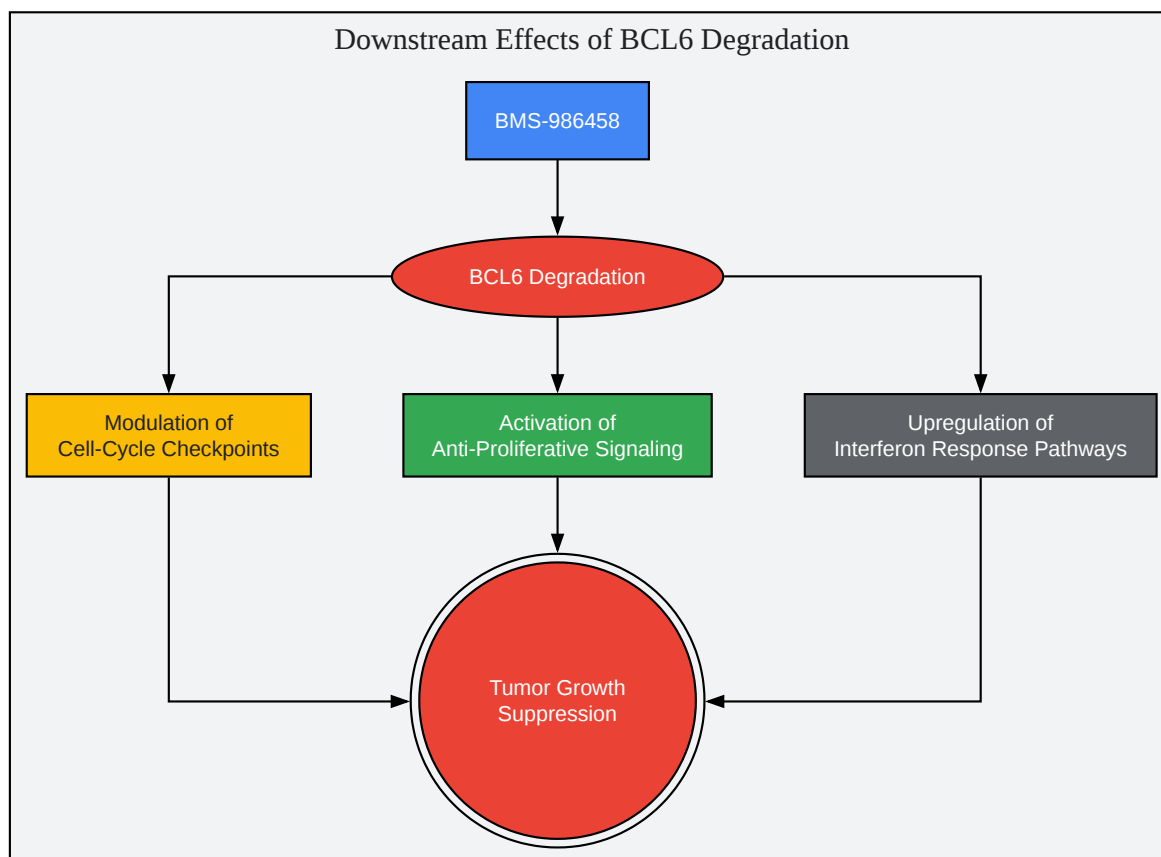 Downstream Effects of BCL6 Degradation
BMS-986458
BCL6 Degradation
Modulation of
Cell-Cycle Checkpoints
Activation of
Anti-Proliferative Signaling
Upregulation of
Interferon Response Pathways
Tumor Growth
Suppression